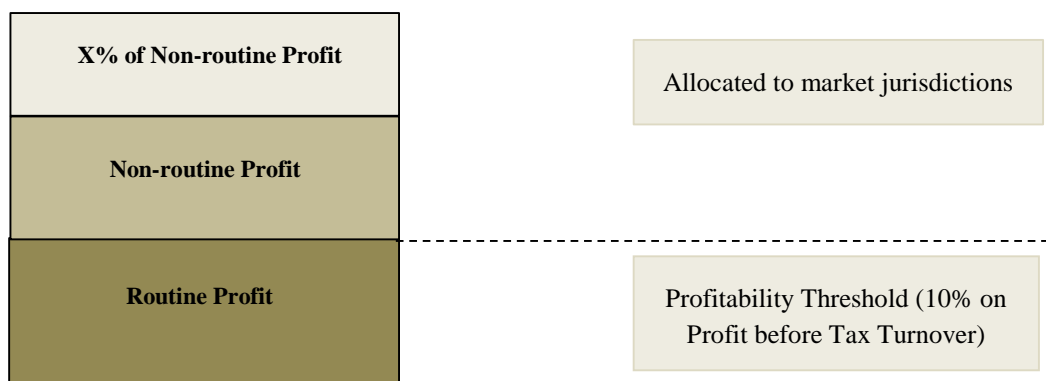 X% of Non-routine Profit
Allocated to market jurisdictions
Non-routine Profit
Routine Profit
Profitability Threshold (10% on
Profit before Tax Turnover)